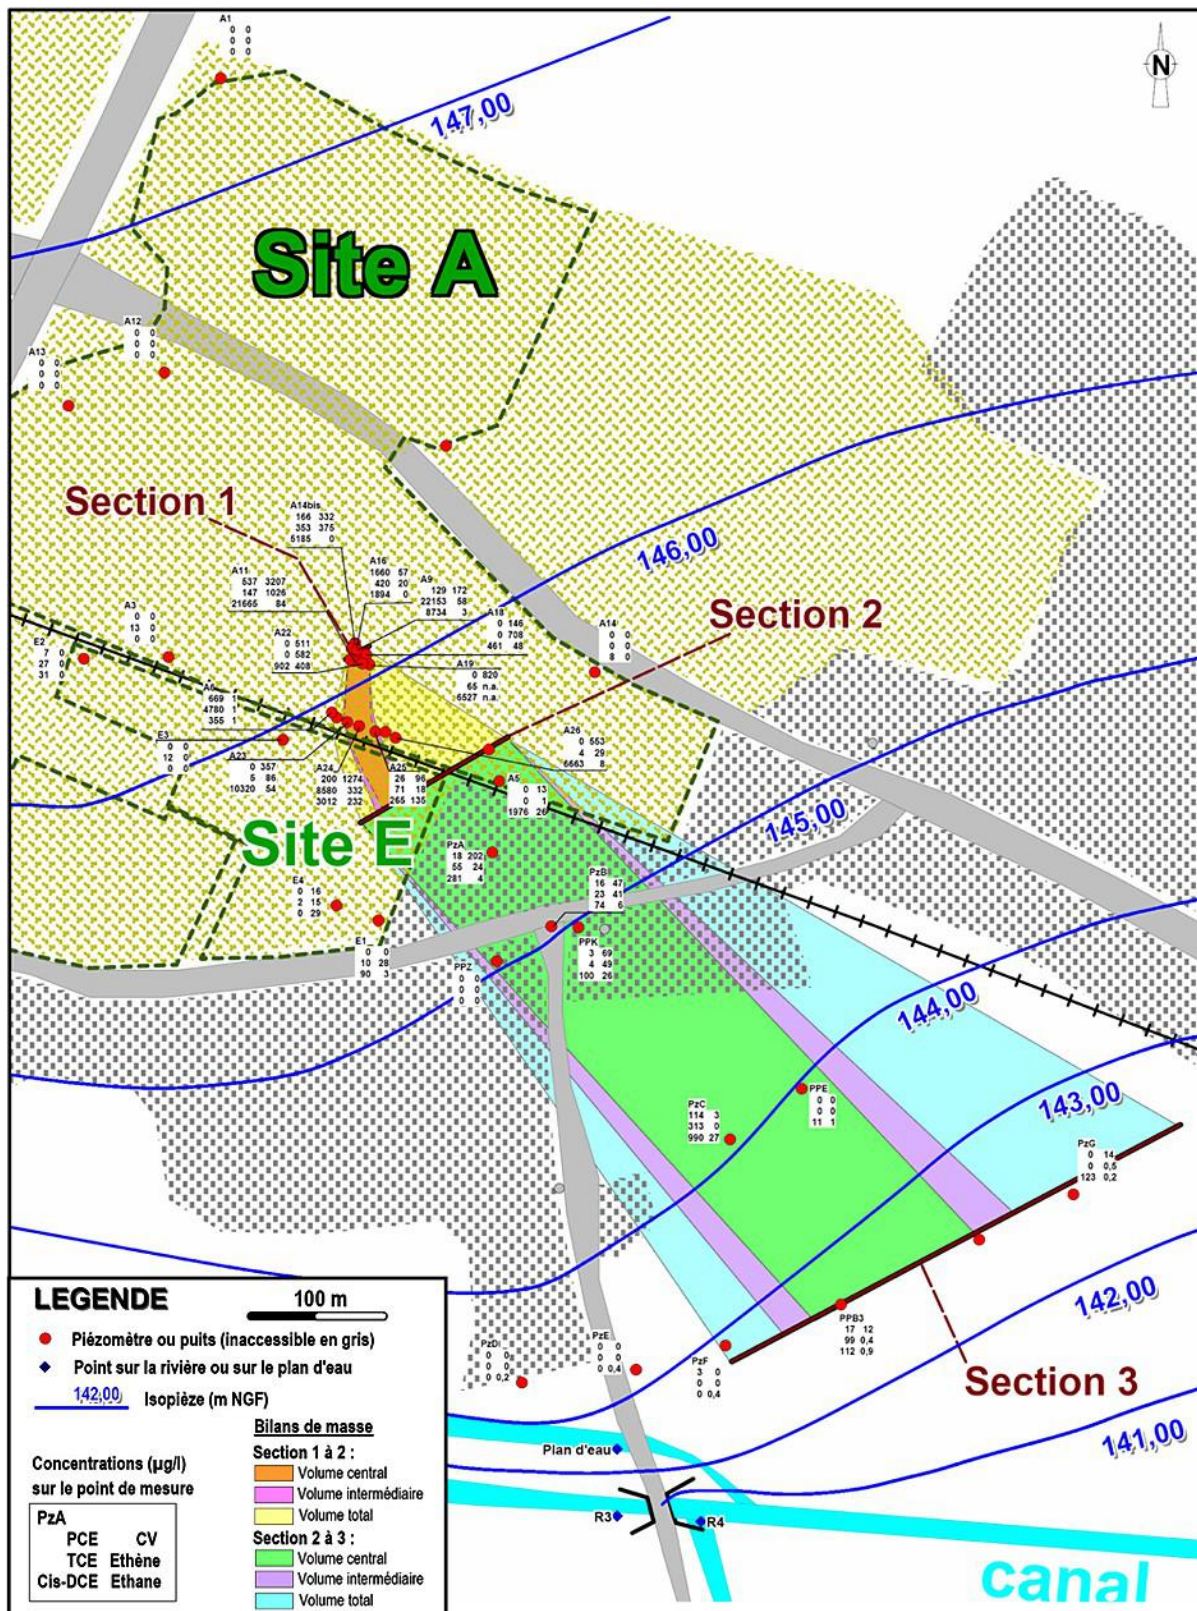 A1
0 0
0 0
0 0
N
147,00
Site A
A12
0 0
0 0
0 0
A13
0 0
0 0
0 0
Section 1
A14bis
166 332
353 375
5185 0
146,00
A16
1660 57
420 20
1894 0
A11
537 3207
147 1025
21665 84
A9
129 172
22153 58
8734 3
A18
0 146
0 708
461 48
Section 2
A3
0 0
13 0
0 0
A22
0 511
0 582
902 408
A14
0 0
0 0
8 0
E2
7 0
27 0
31 0
A19
0 820
65 n.a.
6527 n.a.
A6
669 1
4780 1
355 1
E3
0 0
12 0
0 0
A26
0 553
4 29
6663 8
A23
0 357
5 86
10320 54
A24
200 1274
8580 332
3012 232
A25
26 96
71 18
265 135
A5
0 13
0 1
1976 26
145,00
Site E
PzA
18 202
55 24
281 4
PzB
16 47
23 41
74 6
E4
0 16
2 15
0 29
E1
0 0
10 28
90 3
PPZ
0 0
0 0
0 0
PPK
3 69
4 49
100 26
144,00
PPE
0 0
0 0
11 1
PzC
114 3
313 0
990 27
143,00
PzG
0 14
0 0,5
123 0,2
142,00
PPB3
17 12
99 0,4
112 0,9
PzD
0 0
0 0
0 0,2
PzE
0 0
0 0
0 0,4
PzF
3 0
0 0
0 0,4
Section 3
141,00
Plan d'eau
R3
R4
canal
LEGENDE
100 m
Piézomètre ou puits (inaccessible en gris)
Point sur la rivière ou sur le plan d'eau
142,00 Isopièze (m NGF)
Bilans de masse
Section 1 à 2 :
Volume central
Volume intermédiaire
Volume total
Section 2 à 3 :
Volume central
Volume intermédiaire
Volume total
Concentrations (µg/l)
sur le point de mesure
PzA
PCE CV
TCE Ethène
Cis-DCE Ethane